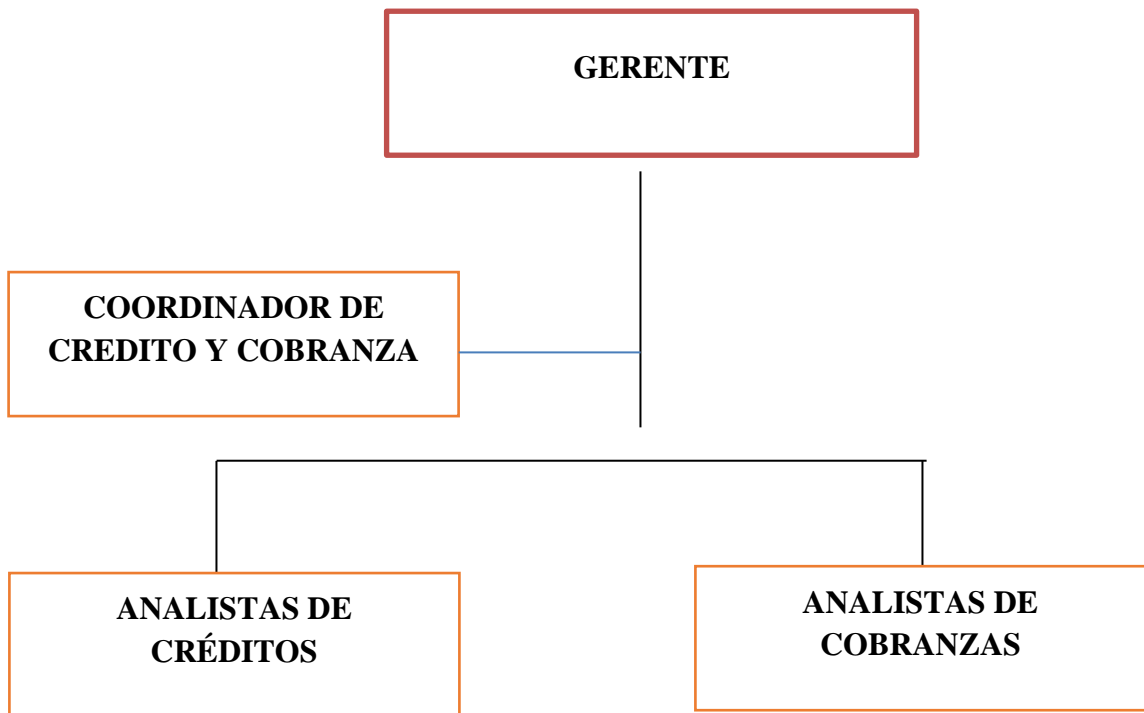 GERENTE
COORDINADOR DE
CREDITO Y COBRANZA
ANALISTAS DE
CRÉDITOS
ANALISTAS DE
COBRANZAS